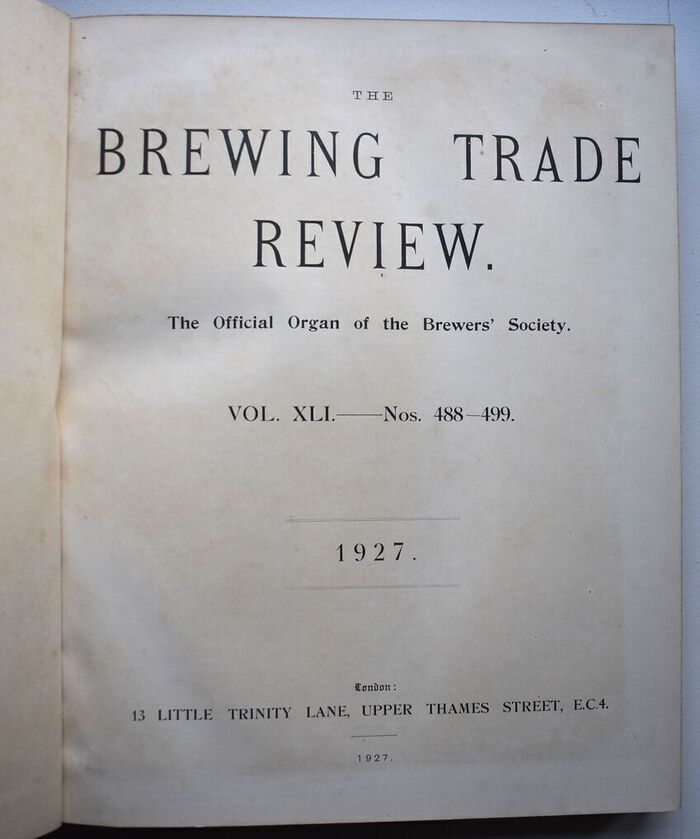 THE
BREWING TRADE
REVIEW.
The Official Organ of the Brewers' Society.
VOL. XLI.——Nos. 488—499.
1927.
London:
13 LITTLE TRINITY LANE, UPPER THAMES STREET, E.C.4.
1927.